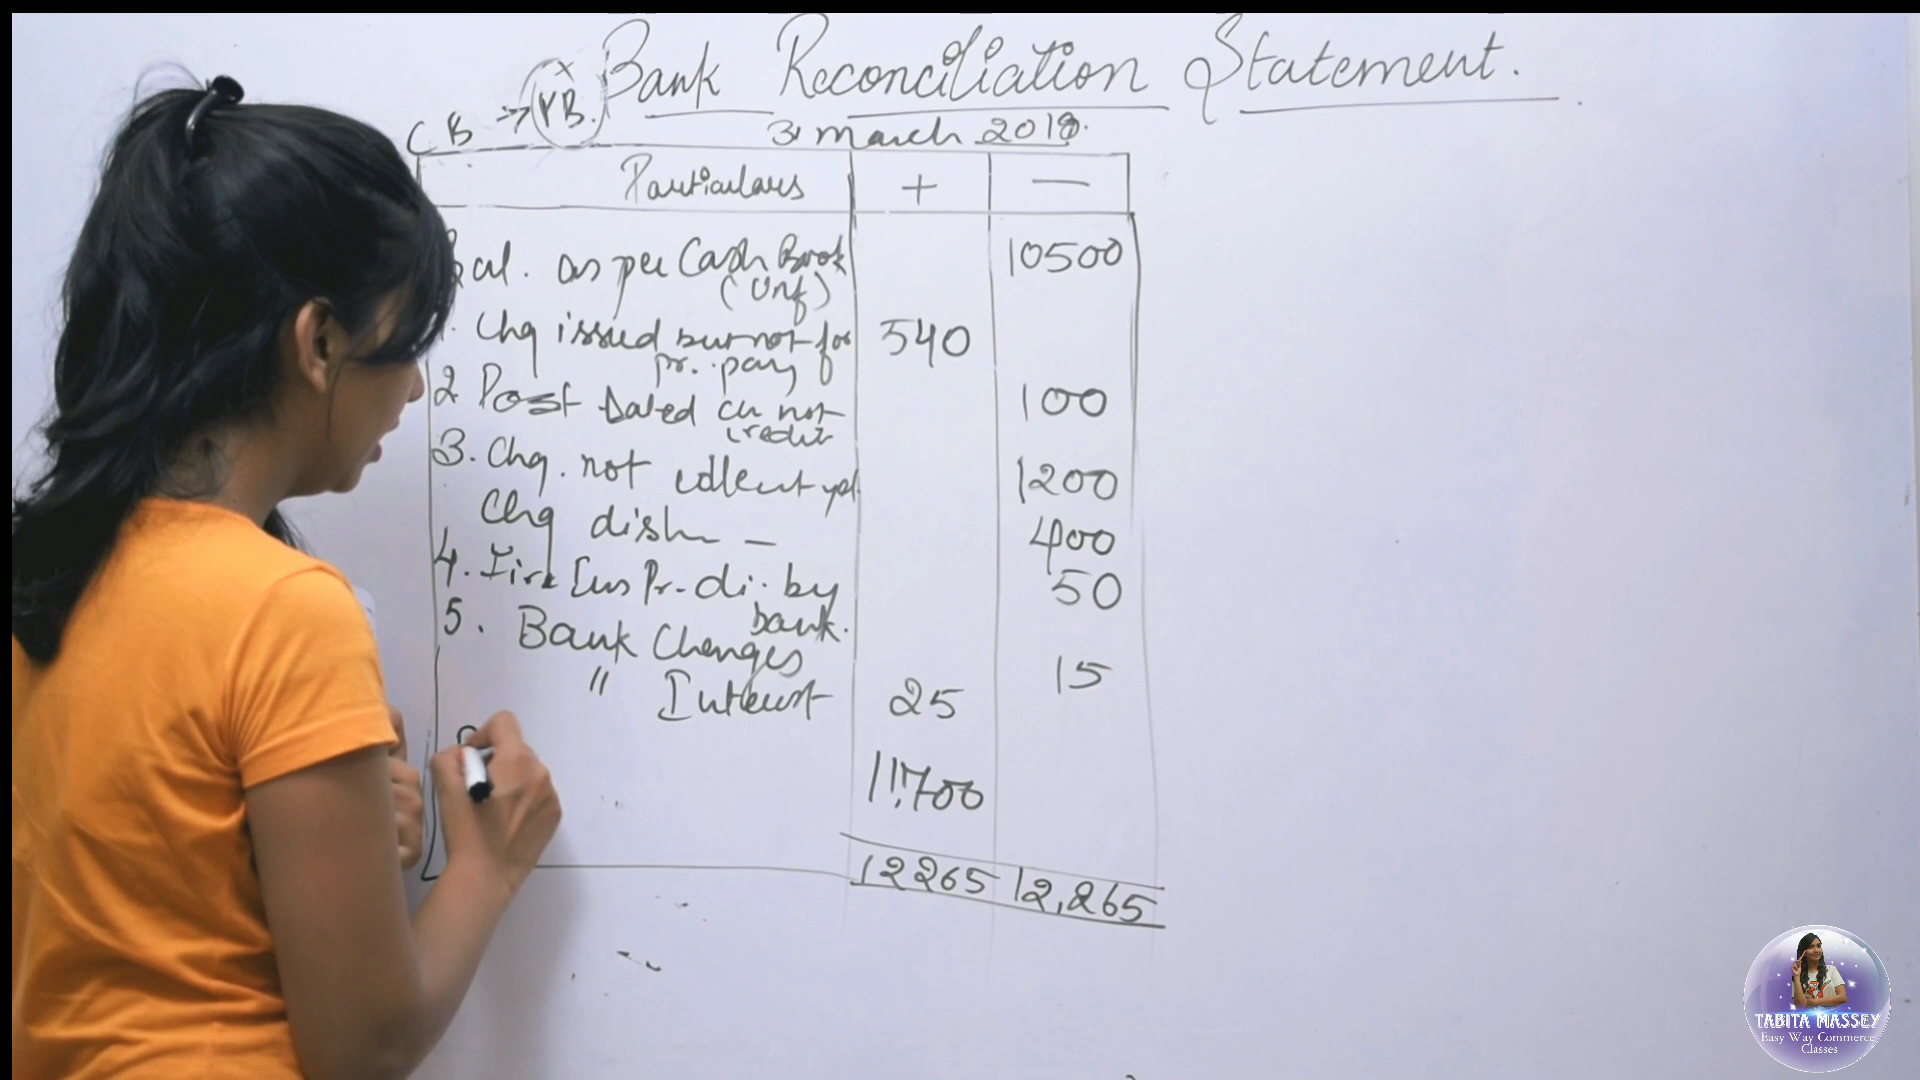 Bank Reconciliation Statement.
CB → PB.
31 March 2018.
Particulars + —
Bal. as per Cash Book 10500
(Unf)
1. Chq issued but not for 540
pr. pay
2 Post Dated ch not 100
credit
3. Chq. not collect yet 1200
Chq dish — 400
4. Fire Ins Pr. di. by 50
bank.
5. Bank Charges 15
" Interest 25
11,700
12265 12,265
TABITA MASSEY
Easy Way Commerce
Classes